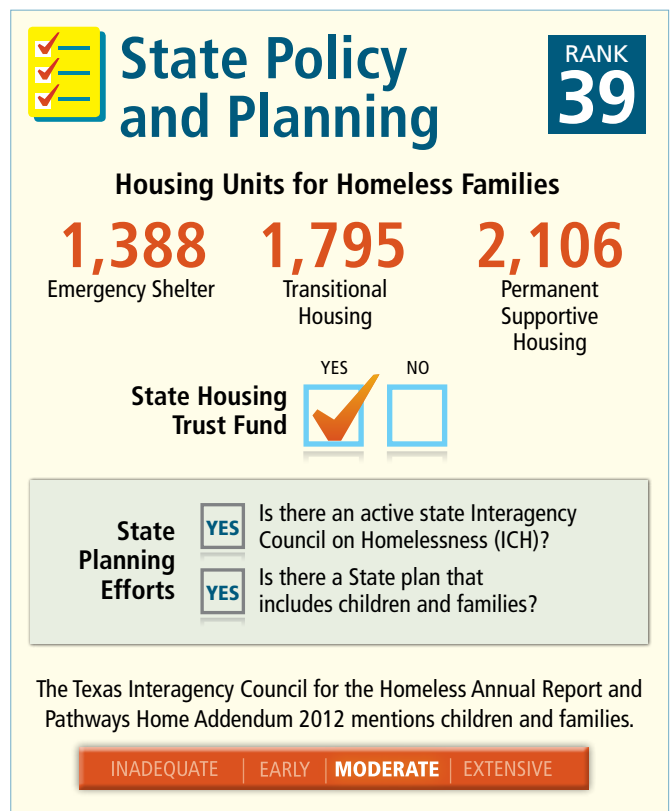 State Policy
and Planning
RANK
39
Housing Units for Homeless Families
1,388
Emergency Shelter
1,795
Transitional
Housing
2,106
Permanent
Supportive
Housing
YES
NO
State Housing
Trust Fund
State
Planning
Efforts
YES
Is there an active state Interagency
Council on Homelessness (ICH)?
YES
Is there a State plan that
includes children and families?
The Texas Interagency Council for the Homeless Annual Report and
Pathways Home Addendum 2012 mentions children and families.
INADEQUATE | EARLY | MODERATE | EXTENSIVE